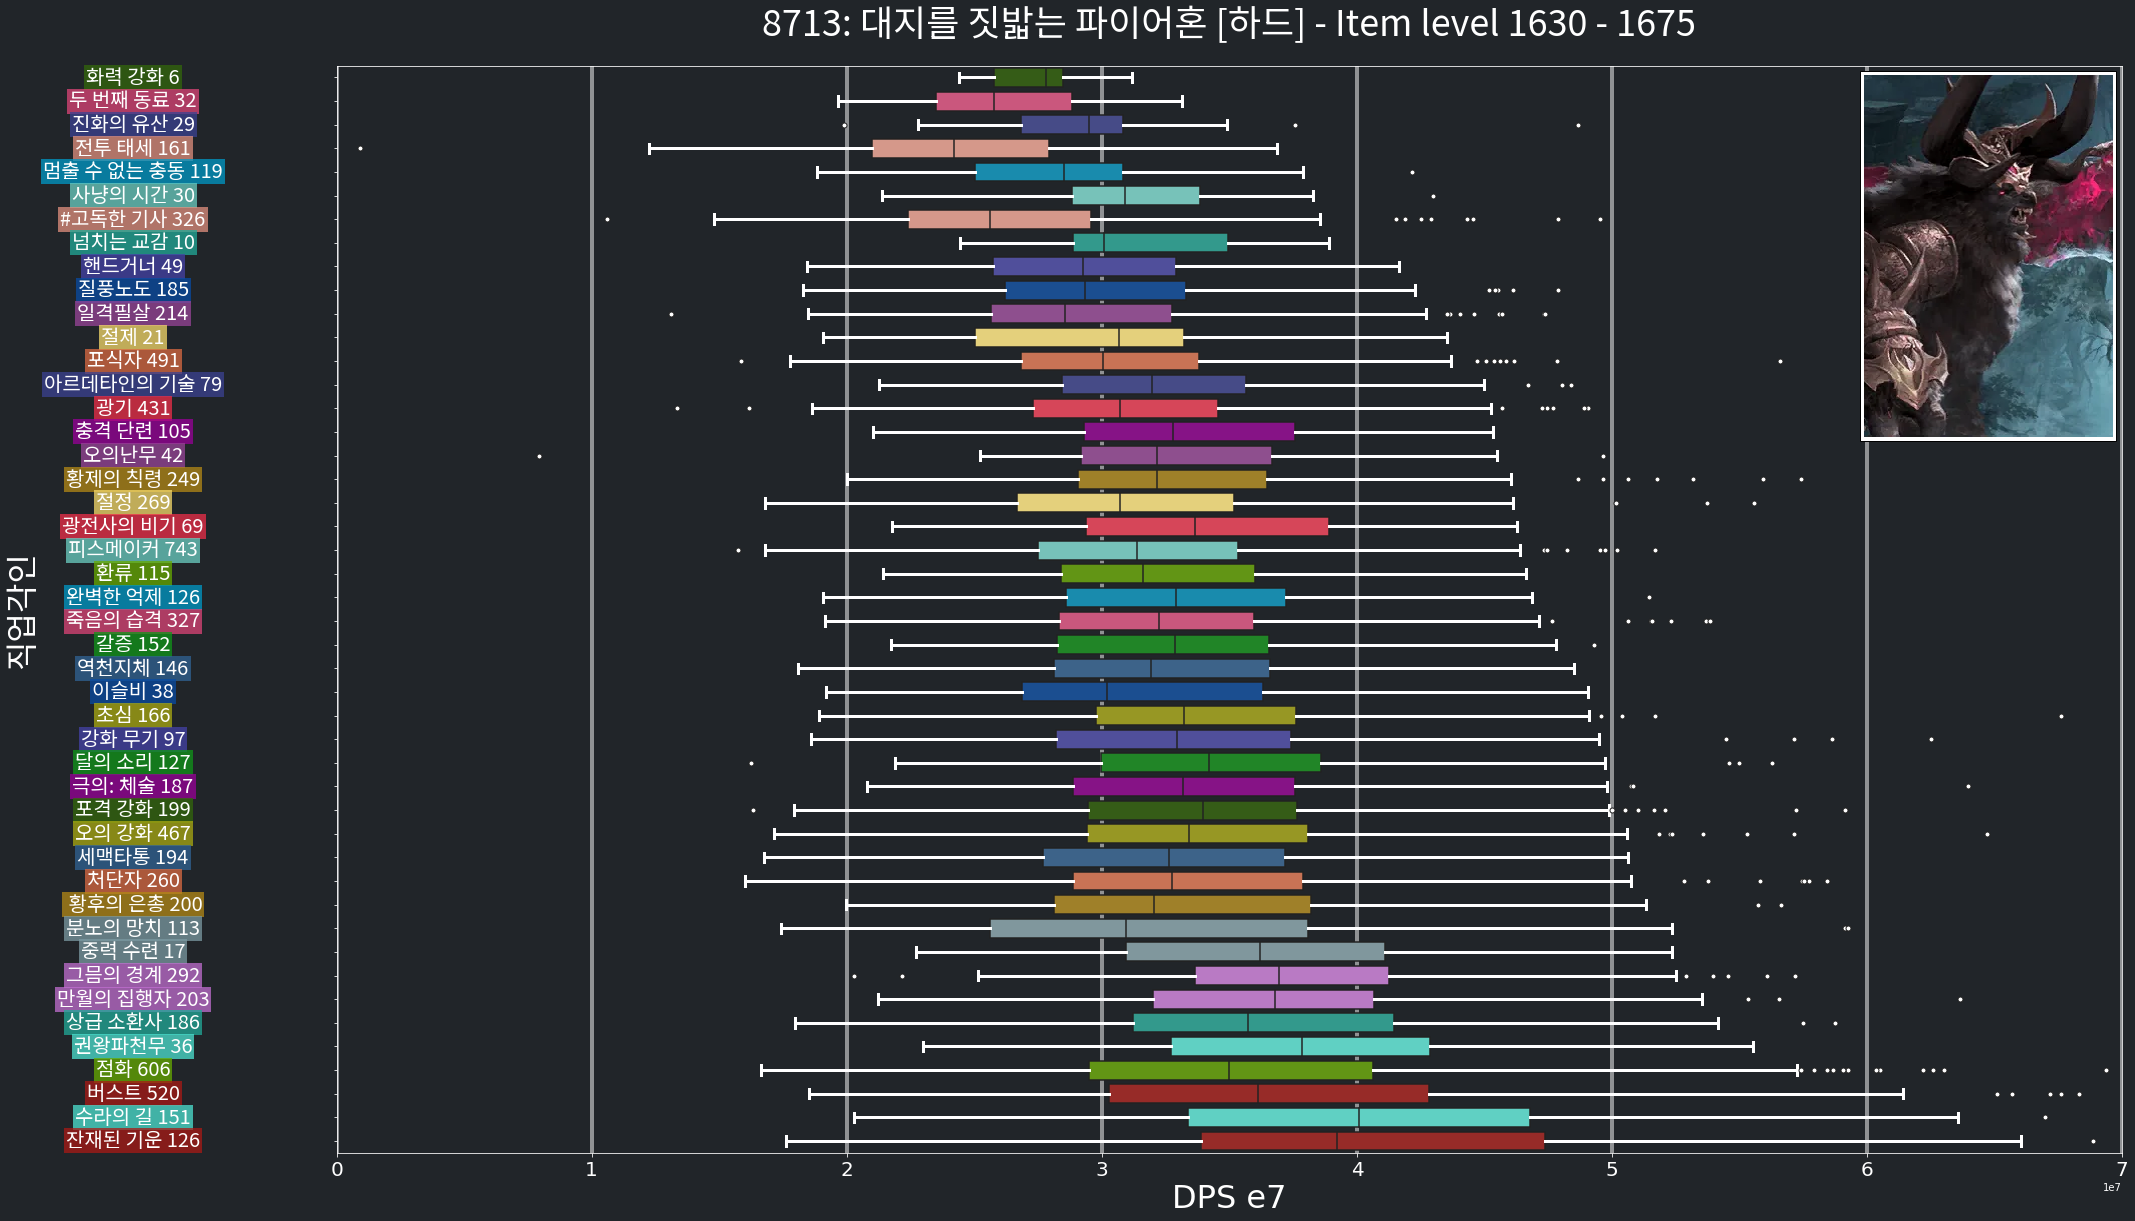 8713: 대지를 짓밟는 파이어혼 [하드] - Item level 1630 - 1675
화력 강화 6
두 번째 동료 32
진화의 유산 29
전투 태세 161
멈출 수 없는 충동 119
사냥의 시간 30
#고독한 기사 326
넘치는 교감 10
핸드거너 49
질풍노도 185
일격필살 214
절제 21
포식자 491
아르데타인의 기술 79
광기 431
충격 단련 105
오의난무 42
황제의 칙령 249
절정 269
광전사의 비기 69
피스메이커 743
환류 115
완벽한 억제 126
죽음의 습격 327
갈증 152
역천지체 146
이슬비 38
초심 166
강화 무기 97
달의 소리 127
극의: 체술 187
포격 강화 199
오의 강화 467
세맥타통 194
처단자 260
황후의 은총 200
분노의 망치 113
중력 수련 17
그믐의 경계 292
만월의 집행자 203
상급 소환사 186
권왕파천무 36
점화 606
버스트 520
수라의 길 151
잔재된 기운 126
직업각인
0 1 2 3 4 5 6 7
1e7
DPS e7